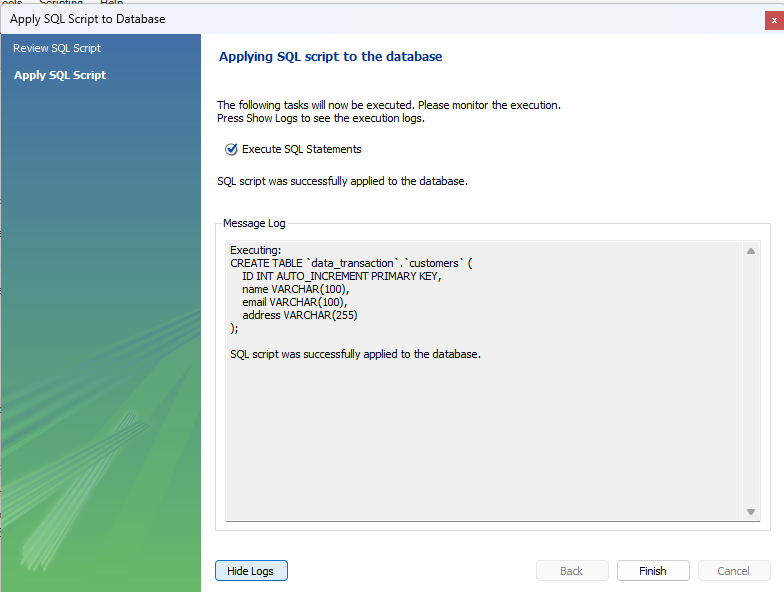 Tools Scripting Help
Apply SQL Script to Database
x
Review SQL Script
Apply SQL Script
Applying SQL script to the database
The following tasks will now be executed. Please monitor the execution.
Press Show Logs to see the execution logs.
Execute SQL Statements
SQL script was successfully applied to the database.
Message Log
Executing:
CREATE TABLE `data_transaction`.`customers` (
ID INT AUTO_INCREMENT PRIMARY KEY,
name VARCHAR(100),
email VARCHAR(100),
address VARCHAR(255)
);
SQL script was successfully applied to the database.
Hide Logs
Back
Finish
Cancel